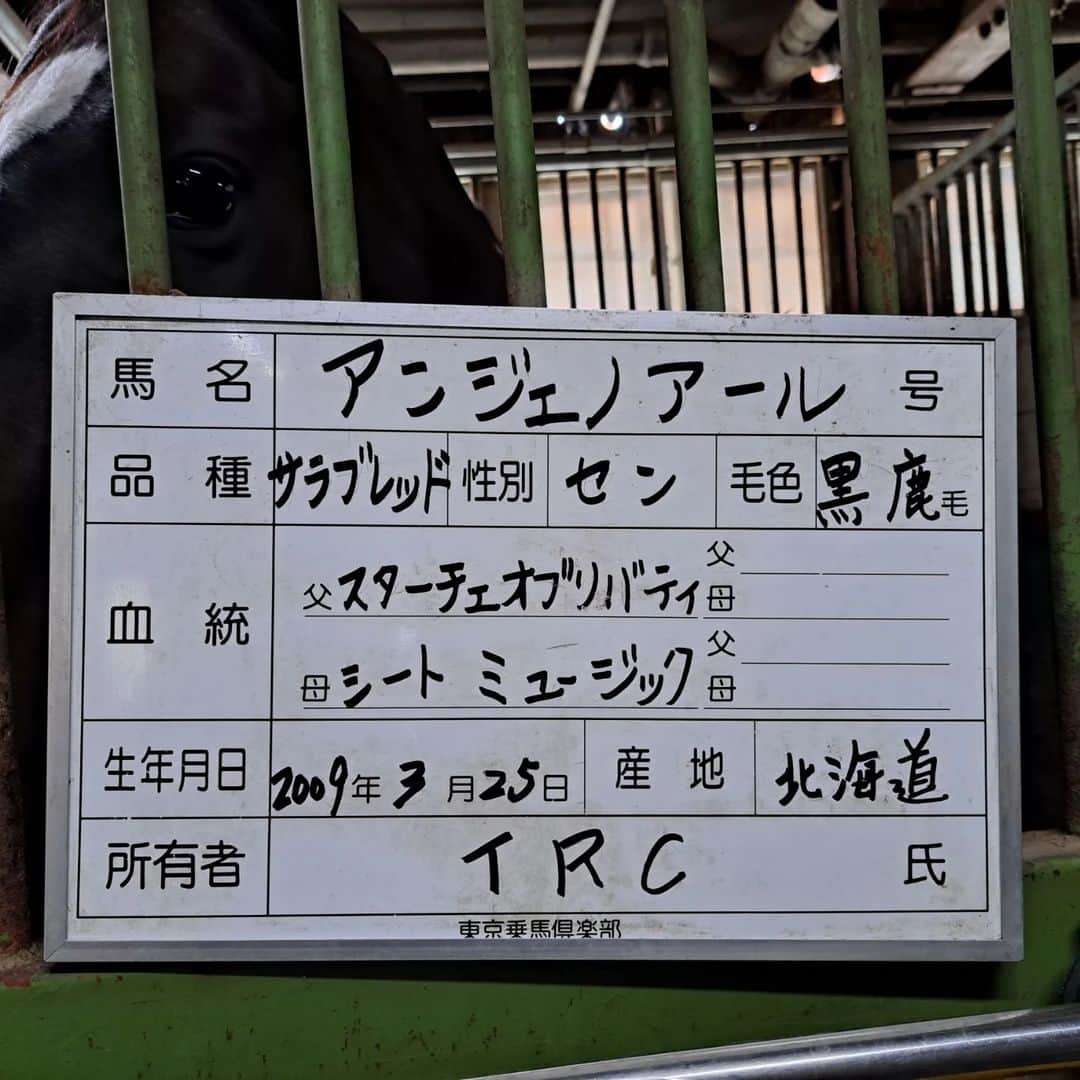 馬名 アンジェノアール 号
品種 サラブレッド 性別 セン 毛色 黒鹿毛
血統 父 スターチェオブリバティ 父
母
母 シートミュージック 父
母
生年月日 2009年3月25日 産地 北海道
所有者 TRC 氏
東京乗馬倶楽部